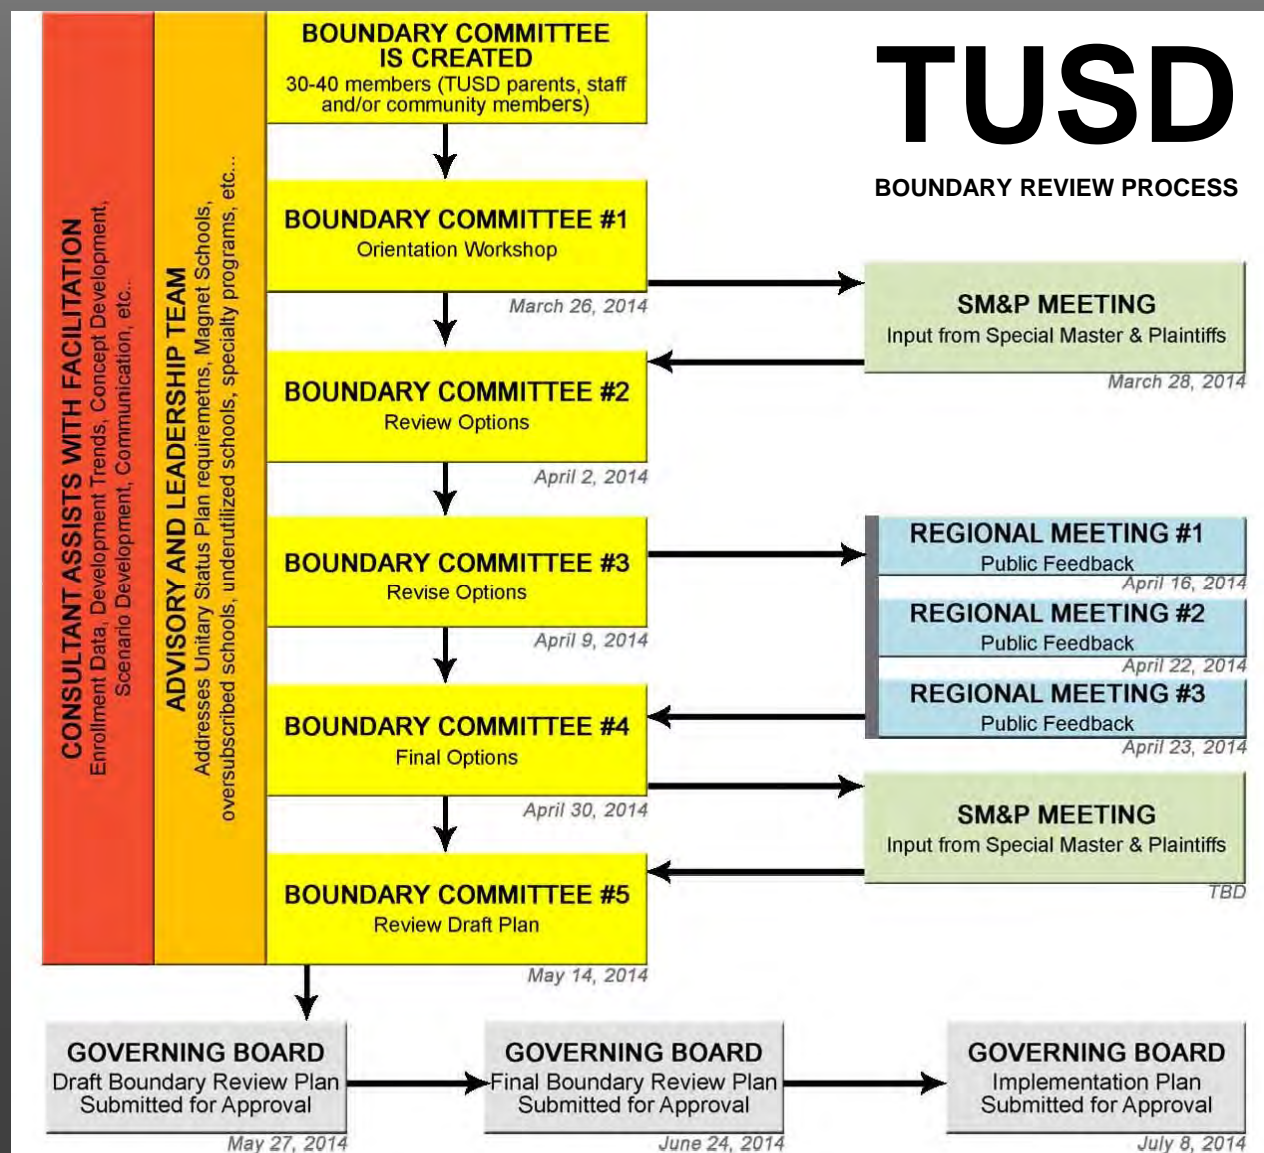 TUSD
BOUNDARY REVIEW PROCESS
CONSULTANT ASSISTS WITH FACILITATION
Enrollment Data, Development Trends, Concept Development,
Scenario Development, Communication, etc..
ADVISORY AND LEADERSHIP TEAM
Addresses Unitary Status Plan requiremetns, Magnet Schools,
oversubscribed schools, underutilized schools, specialty programs, etc...
BOUNDARY COMMITTEE
IS CREATED
30-40 members (TUSD parents, staff
and/or community members)
BOUNDARY COMMITTEE #1
Orientation Workshop
March 26, 2014
SM&P MEETING
Input from Special Master & Plaintiffs
March 28, 2014
BOUNDARY COMMITTEE #2
Review Options
April 2, 2014
BOUNDARY COMMITTEE #3
Revise Options
April 9, 2014
REGIONAL MEETING #1
Public Feedback
April 16, 2014
REGIONAL MEETING #2
Public Feedback
April 22, 2014
REGIONAL MEETING #3
Public Feedback
April 23, 2014
BOUNDARY COMMITTEE #4
Final Options
April 30, 2014
SM&P MEETING
Input from Special Master & Plaintiffs
TBD
BOUNDARY COMMITTEE #5
Review Draft Plan
May 14, 2014
GOVERNING BOARD
Draft Boundary Review Plan
Submitted for Approval
May 27, 2014
GOVERNING BOARD
Final Boundary Review Plan
Submitted for Approval
June 24, 2014
GOVERNING BOARD
Implementation Plan
Submitted for Approval
July 8, 2014